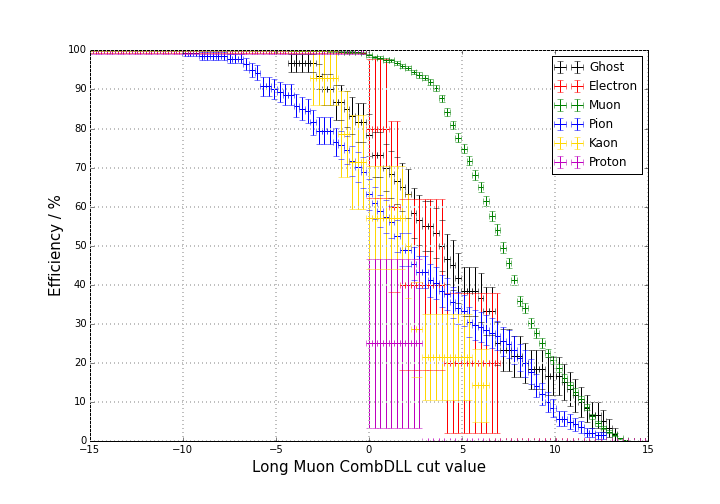 100
90
80
70
60
50
40
30
20
10
0
−15
−10
−5
0
5
10
15
Efficiency / %
Long Muon CombDLL cut value
Ghost
Electron
Muon
Pion
Kaon
Proton